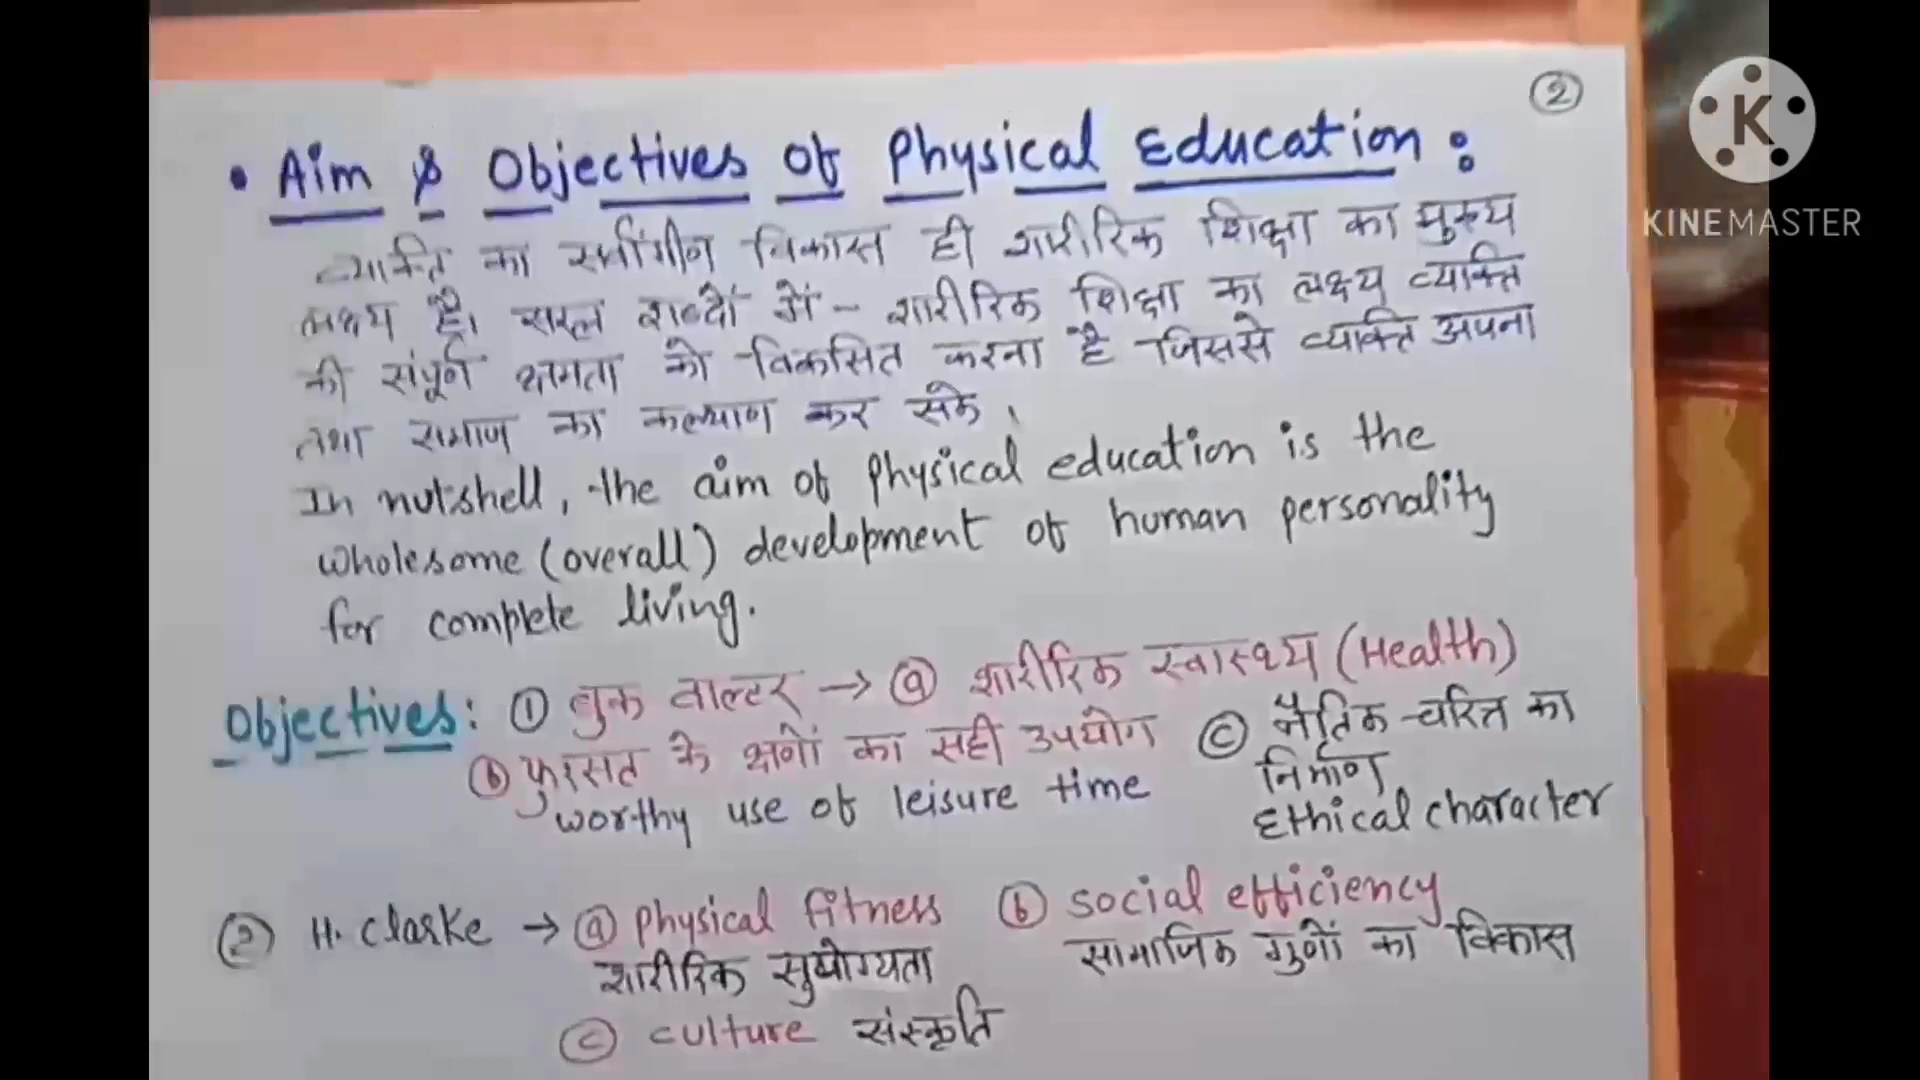 2
• Aim & Objectives of Physical Education :
व्यक्ति का सर्वांगीण विकास ही शारीरिक शिक्षा का मुख्य
लक्ष्य है। सरल शब्दों में - शारीरिक शिक्षा का लक्ष्य व्यक्ति
की संपूर्ण क्षमता को विकसित करना है जिससे व्यक्ति अपना
तथा समाज का कल्याण कर सके।
In nutshell, the aim of Physical education is the
wholesome (overall) development of human personality
for complete living.
Objectives: ① बुक वाल्टर → ⓐ शारीरिक स्वास्थ्य (Health)
ⓑ फुरसत के क्षणों का सही उपयोग
worthy use of leisure time
ⓒ नैतिक चरित्र का
निर्माण
Ethical character
② H. Clarke → ⓐ Physical fitness ⓑ social efficiency
शारीरिक सुयोग्यता सामाजिक गुणों का विकास
ⓒ culture संस्कृति
K
KINEMASTER